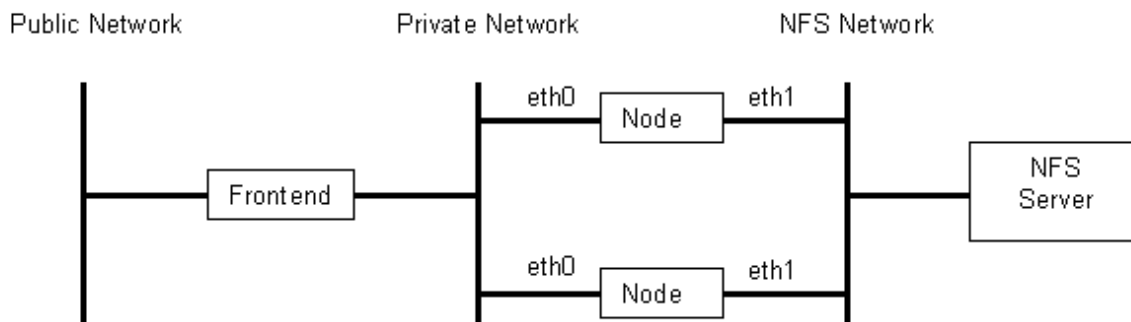 Public Network
Private Network
NFS Network
eth0
Node
eth1
Frontend
NFS
Server
eth0
Node
eth1